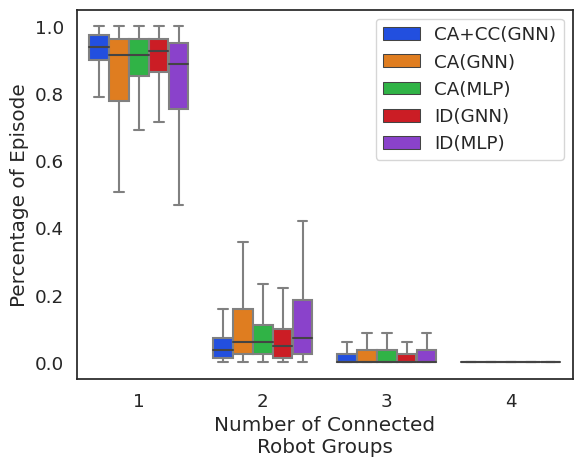 1.0
0.8
0.6
0.4
0.2
0.0
Percentage of Episode
CA+CC(GNN)
CA(GNN)
CA(MLP)
ID(GNN)
ID(MLP)
1 2 3 4
Number of Connected
Robot Groups